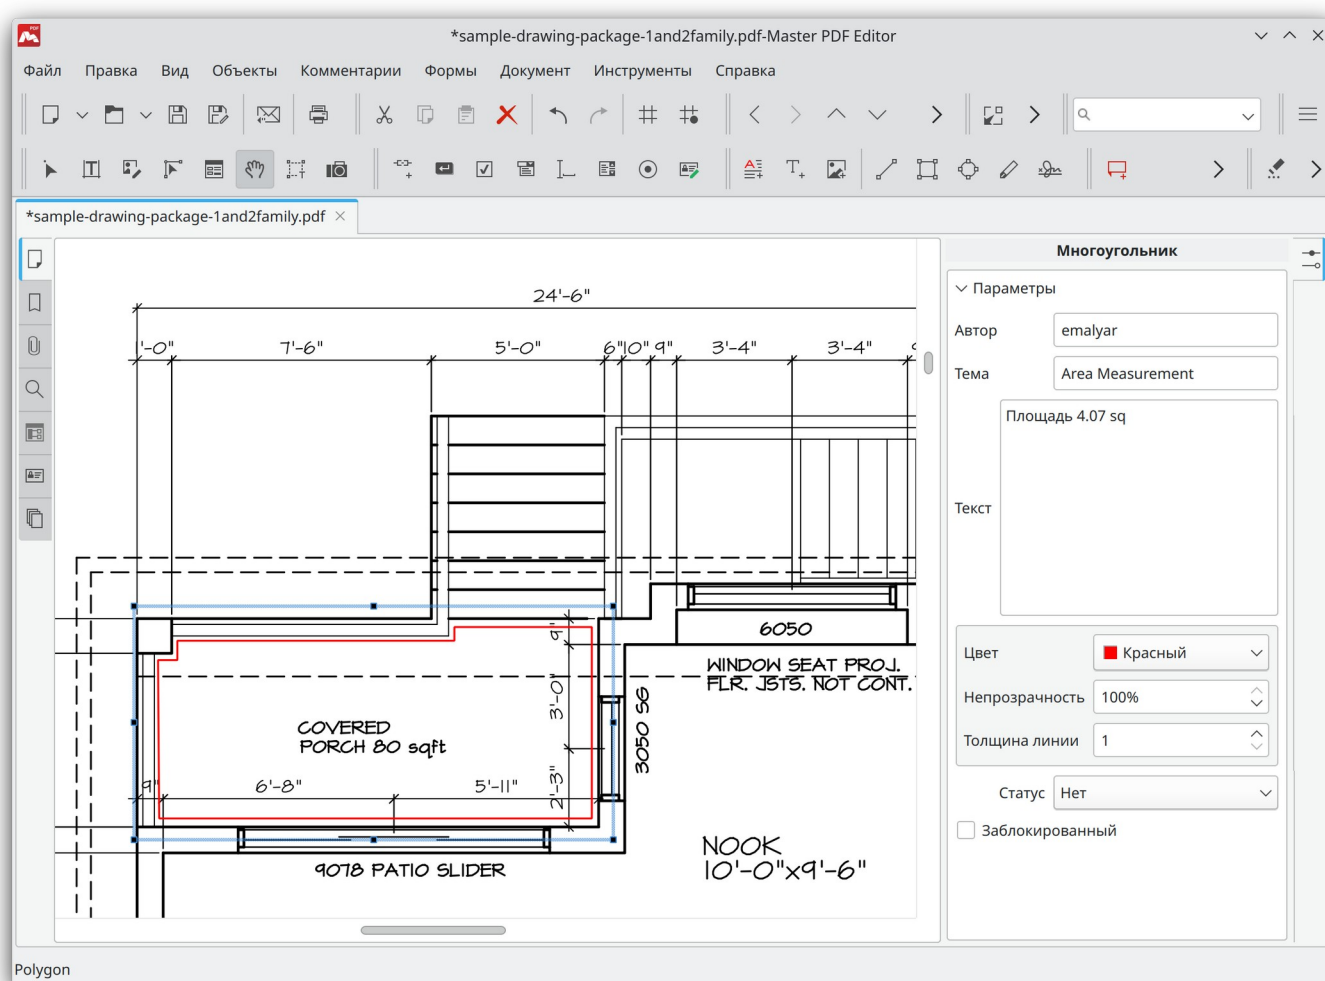 PDF
*sample-drawing-package-1and2family.pdf-Master PDF Editor
Файл Правка Вид Объекты Комментарии Формы Документ Инструменты Справка
*sample-drawing-package-1and2family.pdf
Многоугольник
Параметры
Автор emalyar
Тема Area Measurement
Текст Площадь 4.07 sq
Цвет Красный
Непрозрачность 100%
Толщина линии 1
Статус Нет
Заблокированный
24'-6"
'-0" 7'-6" 5'-0" 6" 10" 9" 3'-4" 3'-4"
6050
WINDOW SEAT PROJ.
FLR. JSTS. NOT CONT.
9"
3'-0"
2'-3"
3050 SG
COVERED
PORCH 80 sqft
9" 6'-8" 5'-11"
9078 PATIO SLIDER
NOOK
10'-0"x9'-6"
Polygon